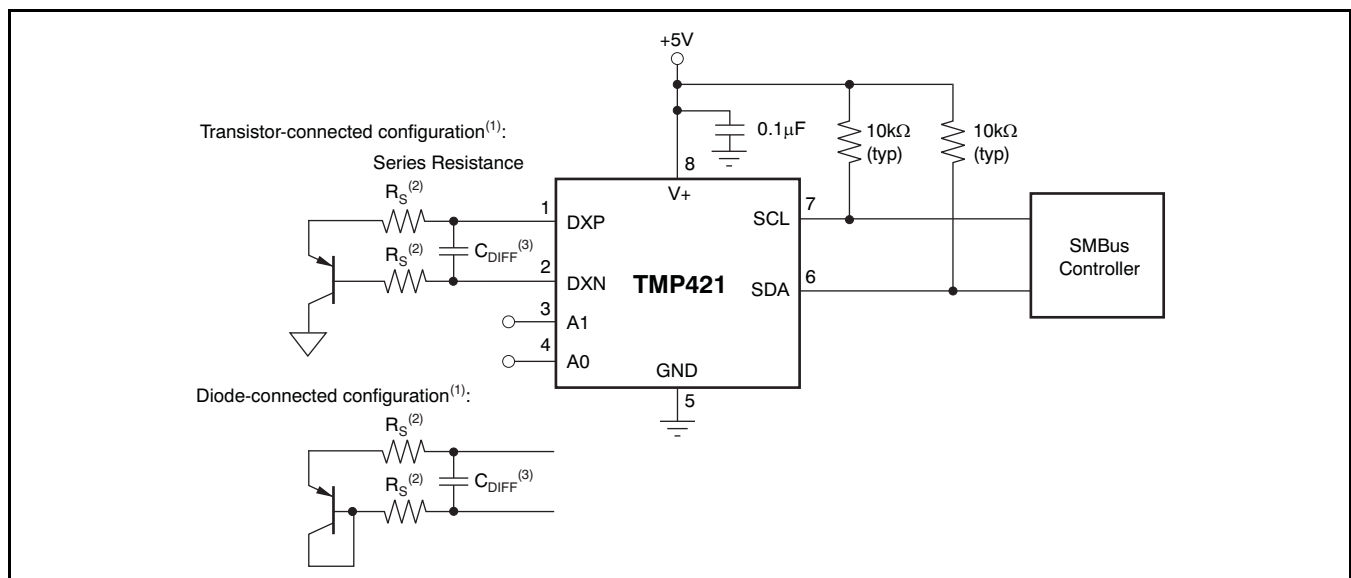 +5V
Transistor-connected configuration(1):
0.1μF
10kΩ
(typ)
10kΩ
(typ)
Series Resistance
8
V+
RS(2)
1
DXP
SCL
7
RS(2)
CDIFF(3)
SMBus
Controller
2
DXN
TMP421
SDA
6
3
A1
4
A0
GND
5
Diode-connected configuration(1):
RS(2)
RS(2)
CDIFF(3)